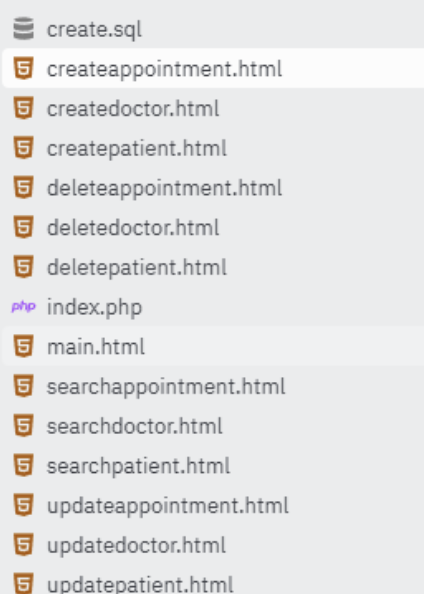 create.sql
createappointment.html
createdoctor.html
createpatient.html
deleteappointment.html
deletedoctor.html
deletepatient.html
php index.php
main.html
searchappointment.html
searchdoctor.html
searchpatient.html
updateappointment.html
updatedoctor.html
updatepatient.html